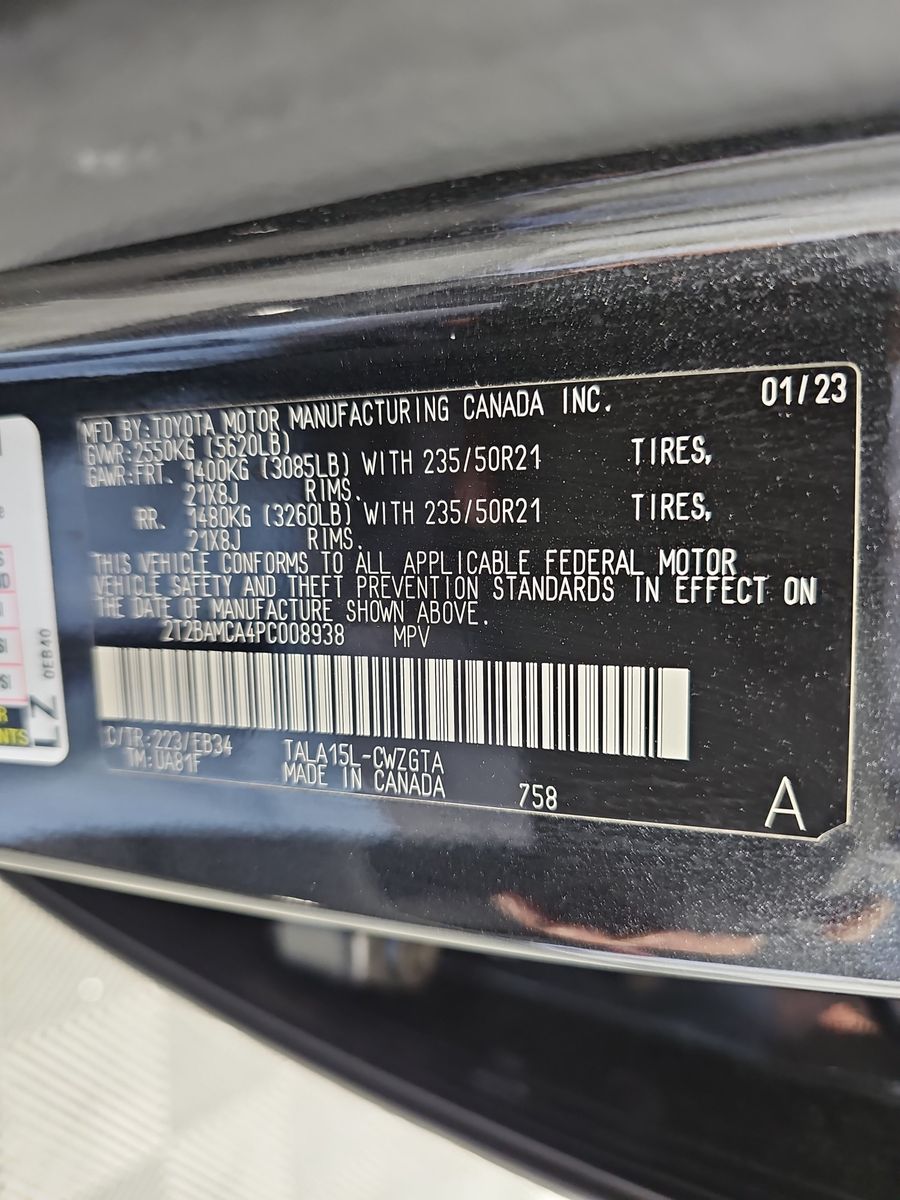 01/23
MFD.BY:TOYOTA MOTOR MANUFACTURING CANADA INC.
GVWR:2550KG (5620LB)
GAWR:FRT. 1400KG (3085LB) WITH 235/50R21 TIRES,
21X8J RIMS.
RR. 1480KG (3260LB) WITH 235/50R21 TIRES,
21X8J RIMS.
THIS VEHICLE CONFORMS TO ALL APPLICABLE FEDERAL MOTOR
VEHICLE SAFETY AND THEFT PREVENTION STANDARDS IN EFFECT ON
THE DATE OF MANUFACTURE SHOWN ABOVE.
2T2BAMCA4PC008938 MPV
C/TR:223/EB34 TALA15L-CWZGTA
TM:UA81F MADE IN CANADA
758
A
0EB40